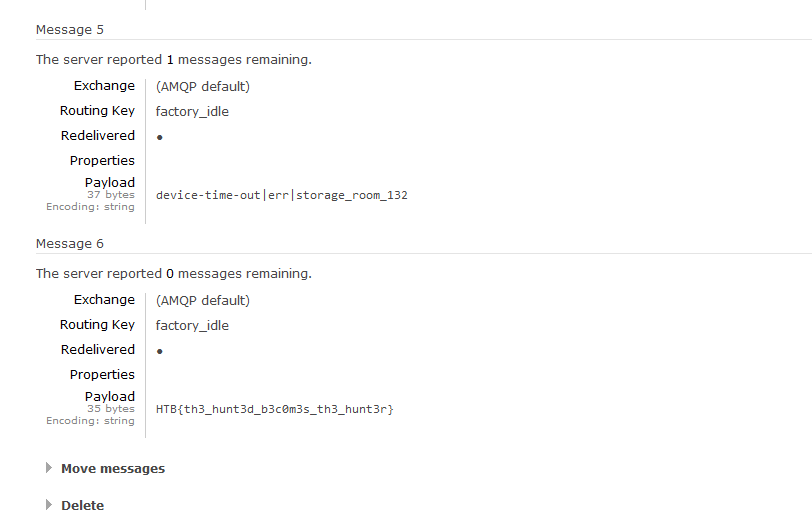 Message 5
The server reported 1 messages remaining.
Exchange (AMQP default)
Routing Key factory_idle
Redelivered ●
Properties
Payload
37 bytes
Encoding: string
device-time-out|err|storage_room_132
Message 6
The server reported 0 messages remaining.
Exchange (AMQP default)
Routing Key factory_idle
Redelivered ●
Properties
Payload
35 bytes
Encoding: string
HTB{th3_hunt3d_b3c0m3s_th3_hunt3r}
Move messages
Delete